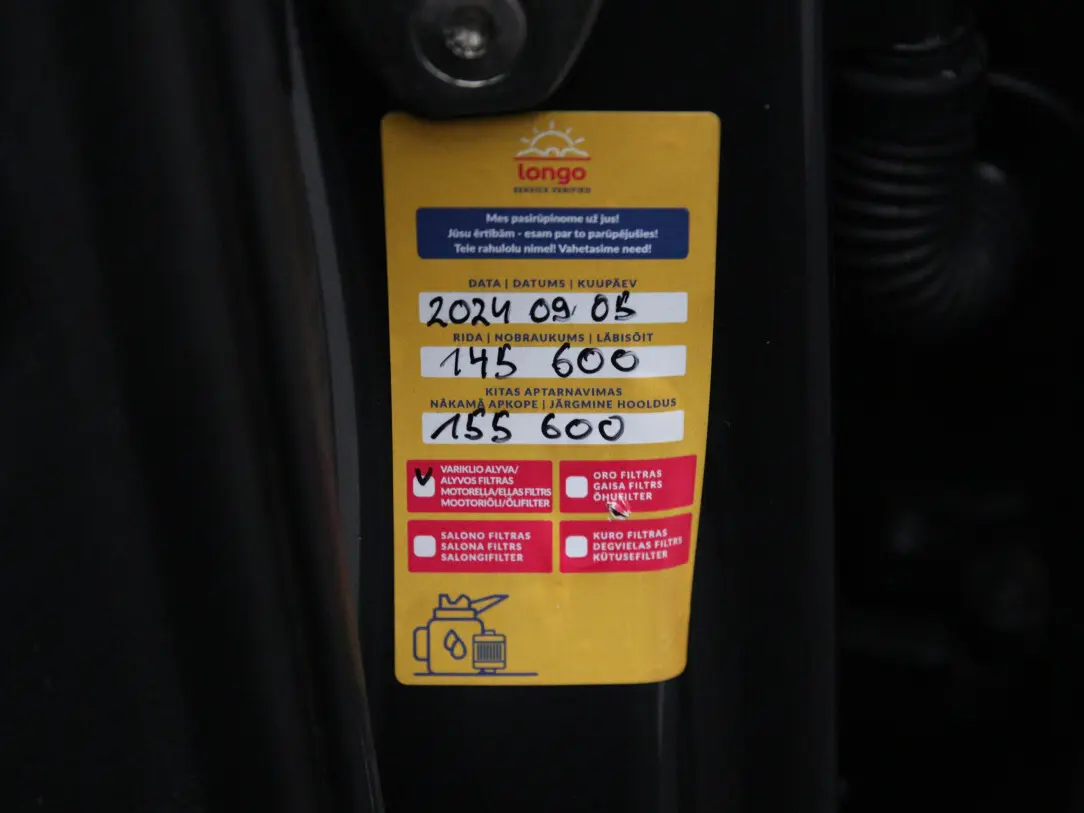 longo
SERVICE VERIFIED
Mes pasirūpinome už jus!
Jūsu ērtībām - esam par to parūpējušies!
Teie rahulolu nimel! Vahetasime need!
DATA | DATUMS | KUUPÄEV
2024 09 05
RIDA | NOBRAUKUMS | LÄBISÕIT
145 600
KITAS APTARNAVIMAS
NĀKAMĀ APKOPE | JÄRGMINE HOOLDUS
155 600
V
VARIKLIO ALYVA/
ALYVOS FILTRAS
MOTOREĻĻA/EĻĻAS FILTRS
MOOTORIÕLI/ÕLIFILTER
ORO FILTRAS
GAISA FILTRS
ÕHUFILTER
SALONO FILTRAS
SALONA FILTRS
SALONGIFILTER
KURO FILTRAS
DEGVIELAS FILTRS
KÜTUSEFILTER